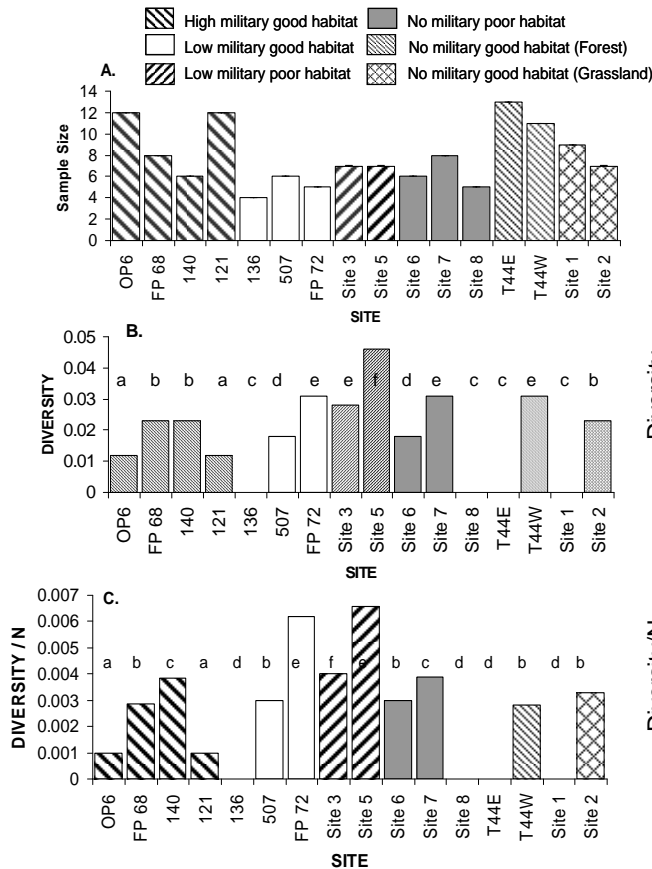 High military good habitat No military poor habitat
Low military good habitat No military good habitat (Forest)
Low military poor habitat No military good habitat (Grassland)
A.
Sample Size
14
12
10
8
6
4
2
0
OP6 FP 68 140 121 136 507 FP 72 Site 3 Site 5 Site 6 Site 7 Site 8 T44E T44W Site 1 Site 2
SITE
B.
DIVERSITY
0.05
0.04
0.03
0.02
0.01
0
a b b a c d e e f d e c c e c b
OP6 FP 68 140 121 136 507 FP 72 Site 3 Site 5 Site 6 Site 7 Site 8 T44E T44W Site 1 Site 2
SITE
Diversity
C.
DIVERSITY / N
0.007
0.006
0.005
0.004
0.003
0.002
0.001
0
a b c a d b e f e b c d d b d b
OP6 FP 68 140 121 136 507 FP 72 Site 3 Site 5 Site 6 Site 7 Site 8 T44E T44W Site 1 Site 2
SITE
Diversity/N